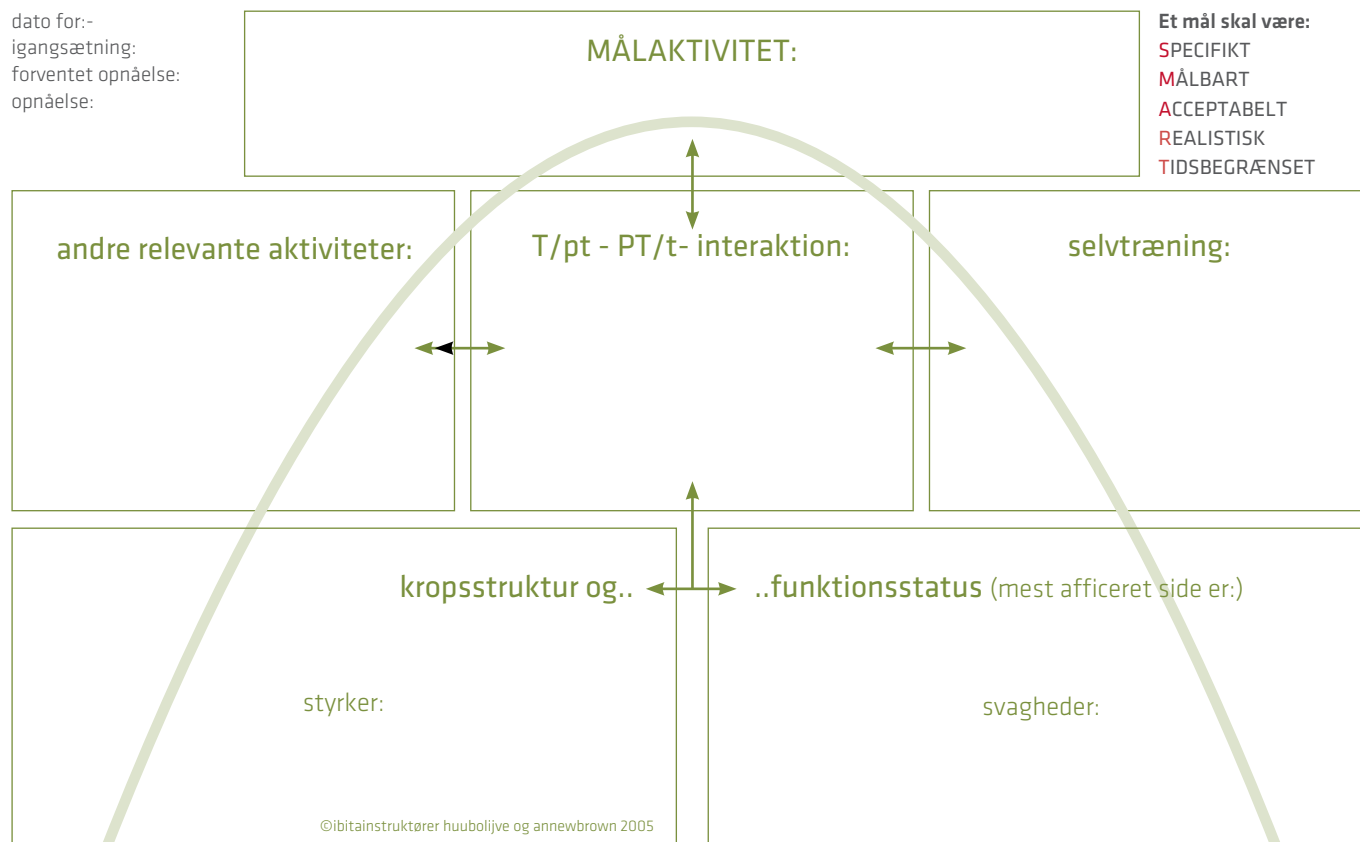 dato for:-
igangsætning:
forventet opnåelse:
opnåelse:
MÅLAKTIVITET:
Et mål skal være:
SPECIFIKT
MÅLBART
ACCEPTABELT
REALISTISK
TIDSBEGRÆNSET
andre relevante aktiviteter:
T/pt - PT/t- interaktion:
selvtræning:
kropsstruktur og..
..funktionsstatus (mest afficeret side er:)
styrker:
svagheder:
©ibitainstruktører huubolijve og annewbrown 2005